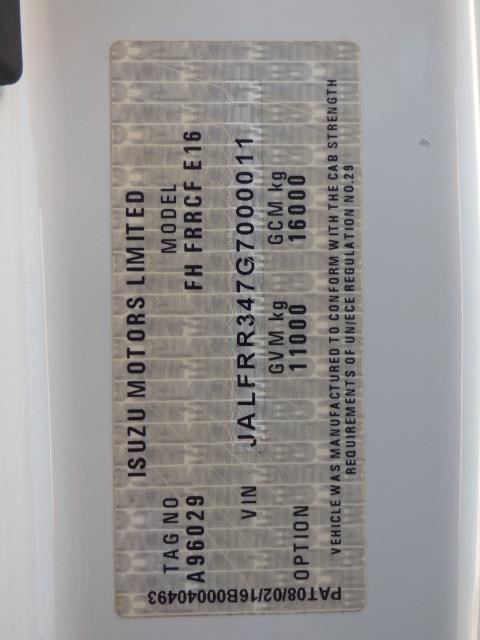 ISUZU MOTORS LIMITED
TAG NO MODEL
A96029 FH FRRCF E16
VIN JALFRR347G7000011
GVM kg GCM kg
OPTION 11000 16000
VEHICLE WAS MANUFACTURED TO CONFORM WITH THE CAB STRENGTH
REQUIREMENTS OF UN/ECE REGULATION NO.29
PAT08/02/16B00040493